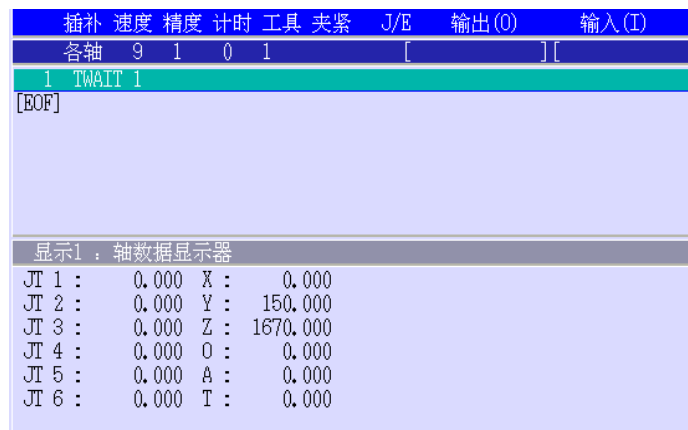 插补 速度 精度 计时 工具 夹紧 J/E 输出(O) 输入(I)
各轴 9 1 0 1 [ ][
1 TWAIT 1
[EOF]
显示1 : 轴数据显示器
JT 1 : 0.000 X : 0.000
JT 2 : 0.000 Y : 150.000
JT 3 : 0.000 Z : 1670.000
JT 4 : 0.000 O : 0.000
JT 5 : 0.000 A : 0.000
JT 6 : 0.000 T : 0.000